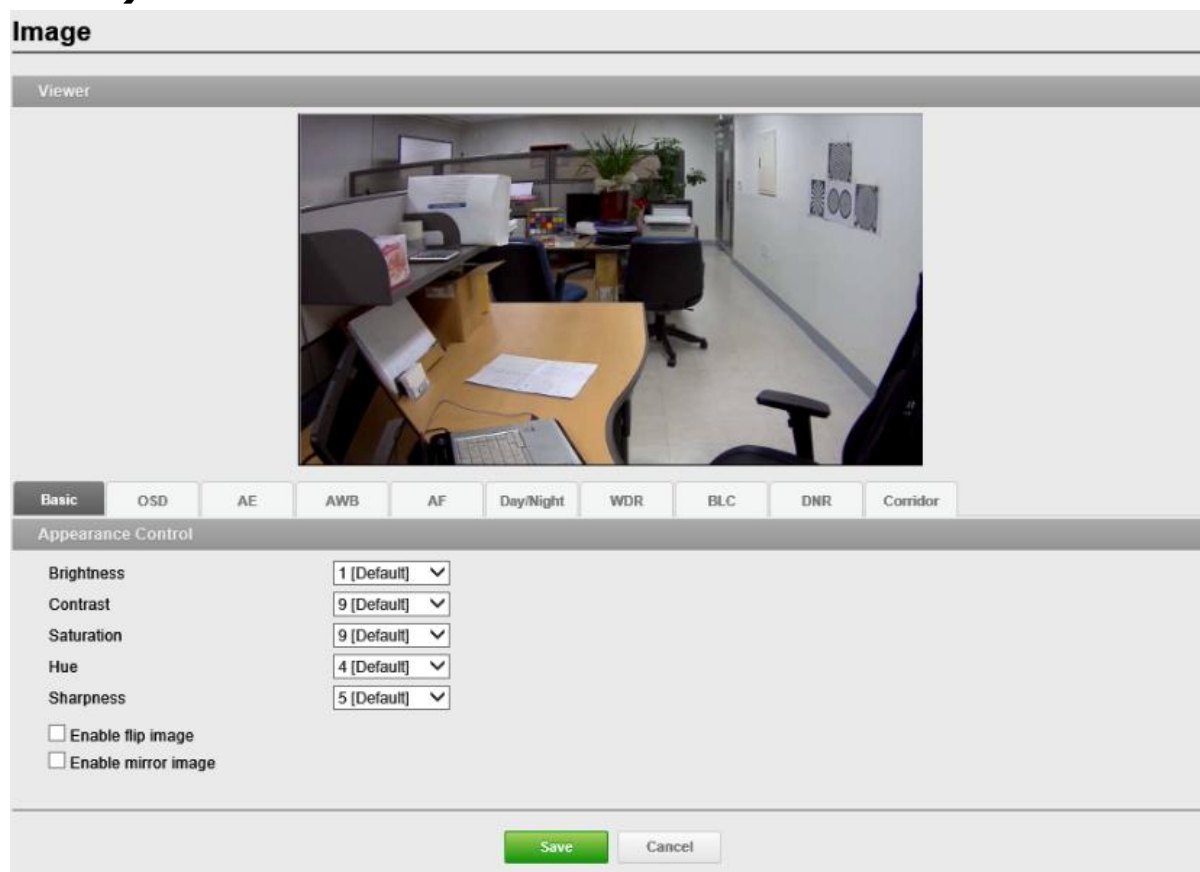 Image
Viewer
Basic OSD AE AWB AF Day/Night WDR BLC DNR Corridor
Appearance Control
Brightness 1 [Default]
Contrast 9 [Default]
Saturation 9 [Default]
Hue 4 [Default]
Sharpness 5 [Default]
Enable flip image
Enable mirror image
Save Cancel